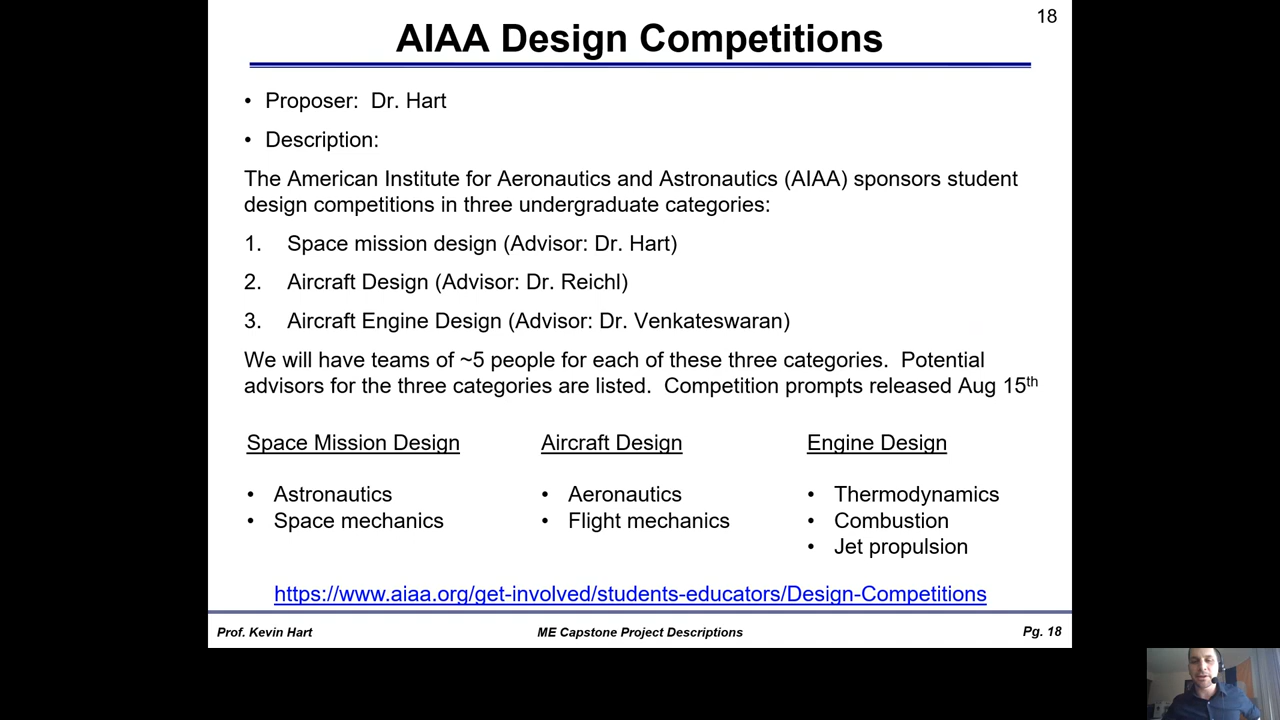 18
AIAA Design Competitions
• Proposer: Dr. Hart
• Description:
The American Institute for Aeronautics and Astronautics (AIAA) sponsors student
design competitions in three undergraduate categories:
1. Space mission design (Advisor: Dr. Hart)
2. Aircraft Design (Advisor: Dr. Reichl)
3. Aircraft Engine Design (Advisor: Dr. Venkateswaran)
We will have teams of ~5 people for each of these three categories. Potential
advisors for the three categories are listed. Competition prompts released Aug 15th
Space Mission Design
• Astronautics
• Space mechanics
Aircraft Design
• Aeronautics
• Flight mechanics
Engine Design
• Thermodynamics
• Combustion
• Jet propulsion
https://www.aiaa.org/get-involved/students-educators/Design-Competitions
Prof. Kevin Hart ME Capstone Project Descriptions Pg. 18